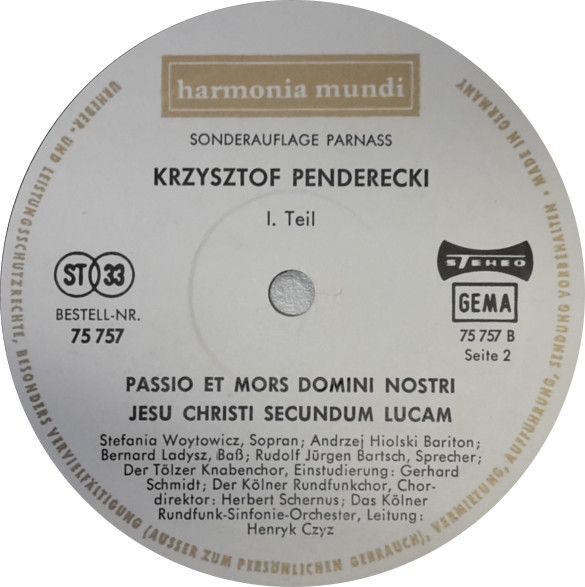 harmonia mundi
SONDERAUFLAGE PARNASS
KRZYSZTOF PENDERECKI
I. Teil
ST 33
BESTELL-NR.
75 757
STEREO
GEMA
75 757 B
Seite 2
PASSIO ET MORS DOMINI NOSTRI
JESU CHRISTI SECUNDUM LUCAM
Stefania Woytowicz, Sopran; Andrzej Hiolski Bariton;
Bernard Ladysz, Baß; Rudolf Jürgen Bartsch, Sprecher;
Der Tölzer Knabenchor, Einstudierung: Gerhard
Schmidt; Der Kölner Rundfunkchor, Chor-
direktor: Herbert Schernus; Das Kölner
Rundfunk-Sinfonie-Orchester, Leitung:
Henryk Czyz
URHEBER- UND LEISTUNGSSCHUTZRECHTE, BESONDERS VERVIELFÄLTIGUNG (AUSSER ZUM PERSÖNLICHEN GEBRAUCH), VERMIETUNG, AUFFÜHRUNG, SENDUNG VORBEHALTEN • MADE IN GERMANY